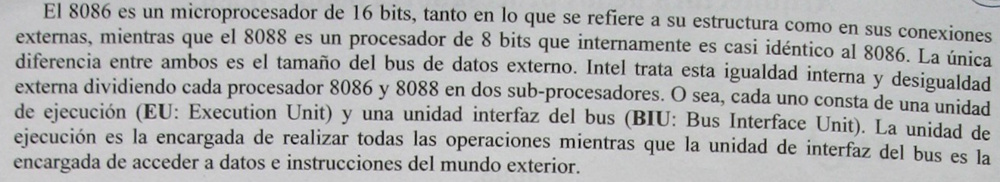 El 8086 es un microprocesador de 16 bits, tanto en lo que se refiere a su estructura como en sus conexiones
externas, mientras que el 8088 es un procesador de 8 bits que internamente es casi idéntico al 8086. La única
diferencia entre ambos es el tamaño del bus de datos externo. Intel trata esta igualdad interna y desigualdad
externa dividiendo cada procesador 8086 y 8088 en dos sub-procesadores. O sea, cada uno consta de una unidad
de ejecución (EU: Execution Unit) y una unidad interfaz del bus (BIU: Bus Interface Unit). La unidad de
ejecución es la encargada de realizar todas las operaciones mientras que la unidad de interfaz del bus es la
encargada de acceder a datos e instrucciones del mundo exterior.